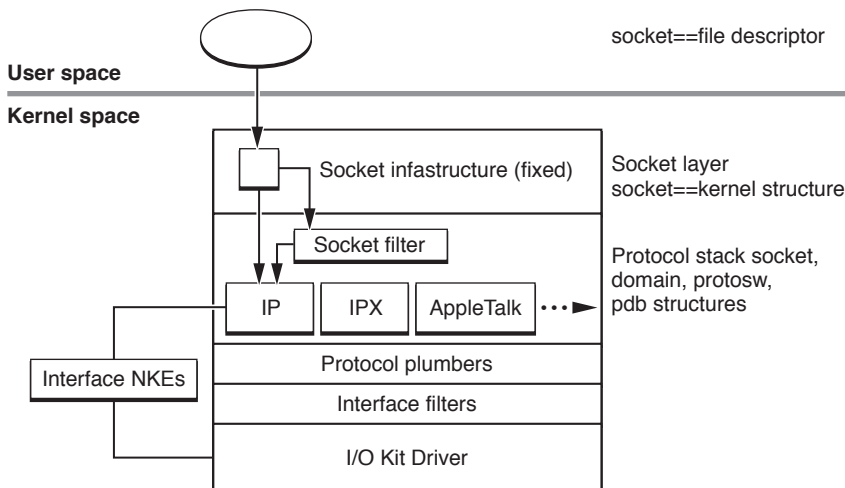 socket==file descriptor
User space
Kernel space
Socket infastructure (fixed)
Socket layer
socket==kernel structure
Socket filter
Protocol stack socket,
domain, protosw,
pdb structures
IP
IPX
AppleTalk
Protocol plumbers
Interface NKEs
Interface filters
I/O Kit Driver